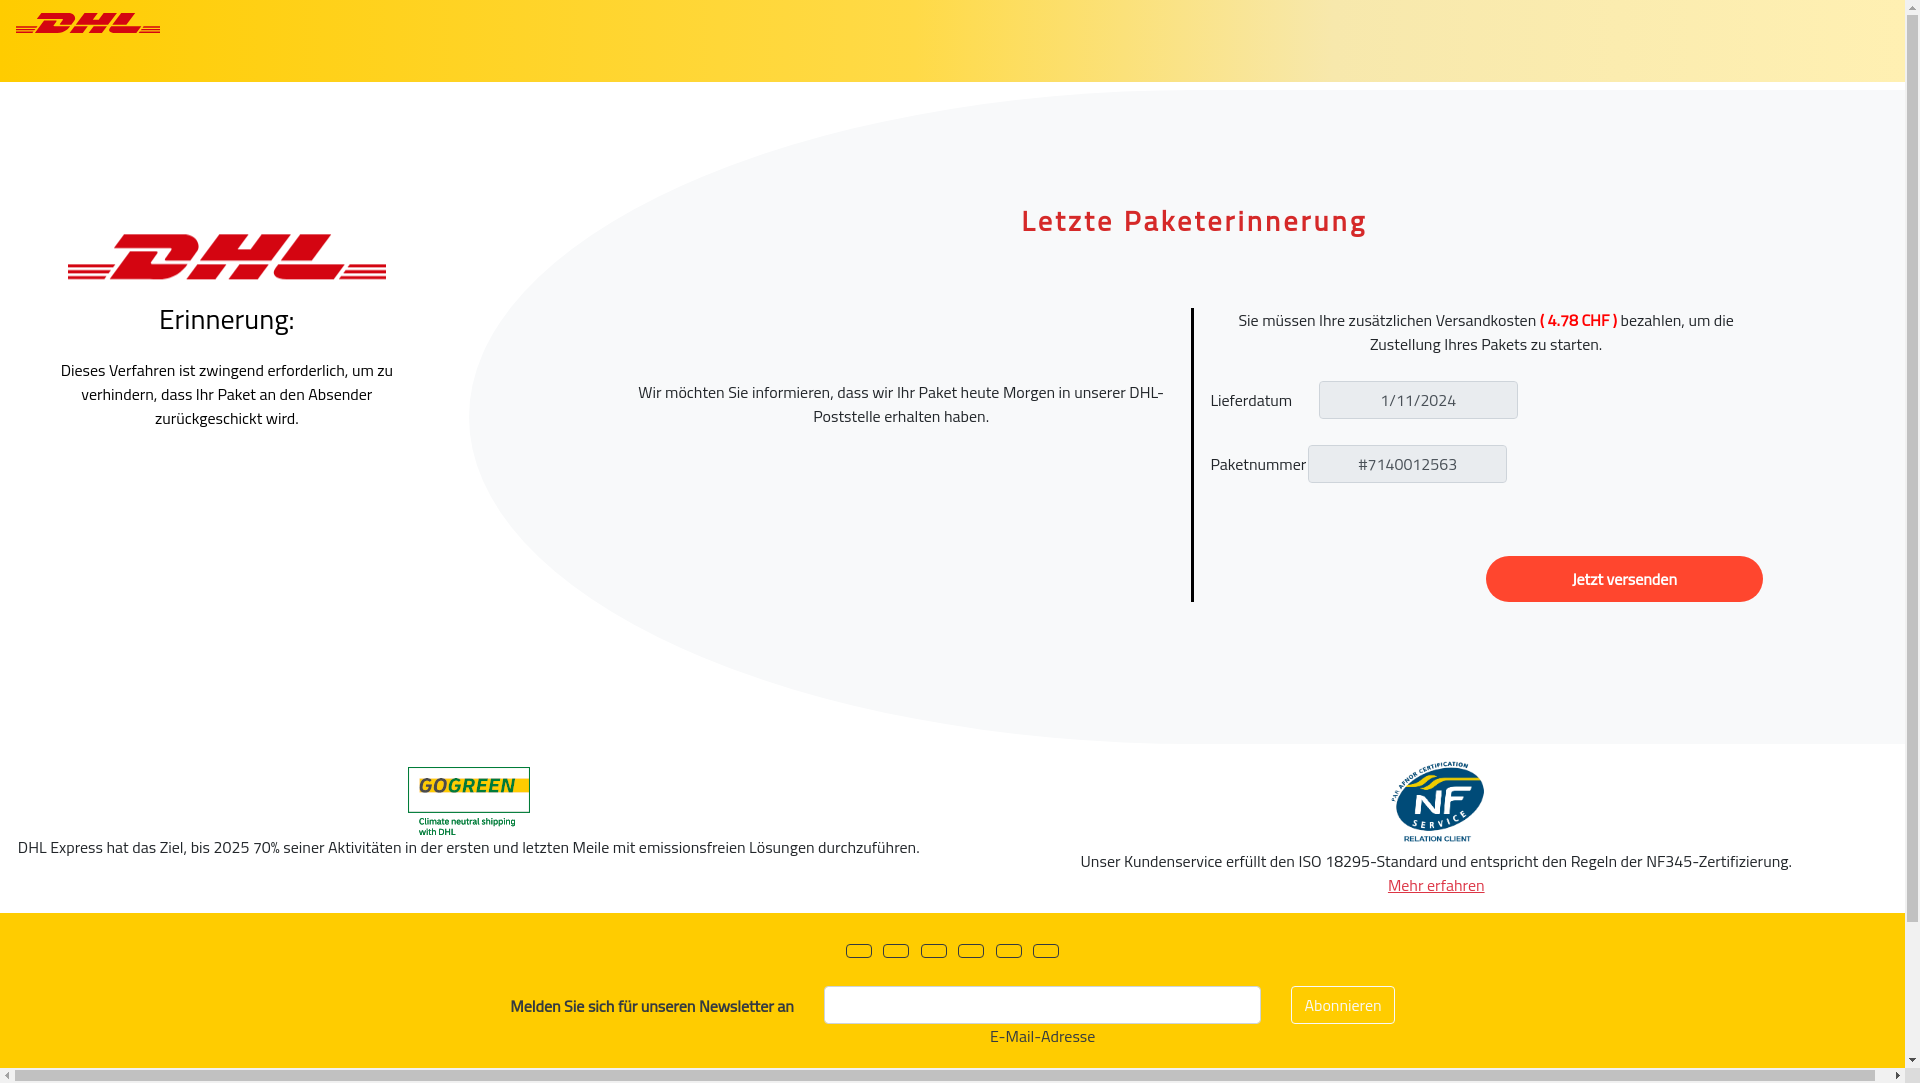 DHL
Letzte Paketerinnerung
DHL
Erinnerung:
Dieses Verfahren ist zwingend erforderlich, um zu
verhindern, dass Ihr Paket an den Absender
zurückgeschickt wird.
Wir möchten Sie informieren, dass wir Ihr Paket heute Morgen in unserer DHL-
Poststelle erhalten haben.
Sie müssen Ihre zusätzlichen Versandkosten ( 4.78 CHF ) bezahlen, um die
Zustellung Ihres Pakets zu starten.
Lieferdatum 1/11/2024
Paketnummer #7140012563
Jetzt versenden
GOGREEN
Climate neutral shipping
with DHL
DHL Express hat das Ziel, bis 2025 70% seiner Aktivitäten in der ersten und letzten Meile mit emissionsfreien Lösungen durchzuführen.
PAR AFNOR CERTIFICATION
NF
SERVICE
RELATION CLIENT
Unser Kundenservice erfüllt den ISO 18295-Standard und entspricht den Regeln der NF345-Zertifizierung.
Mehr erfahren
Melden Sie sich für unseren Newsletter an
Abonnieren
E-Mail-Adresse